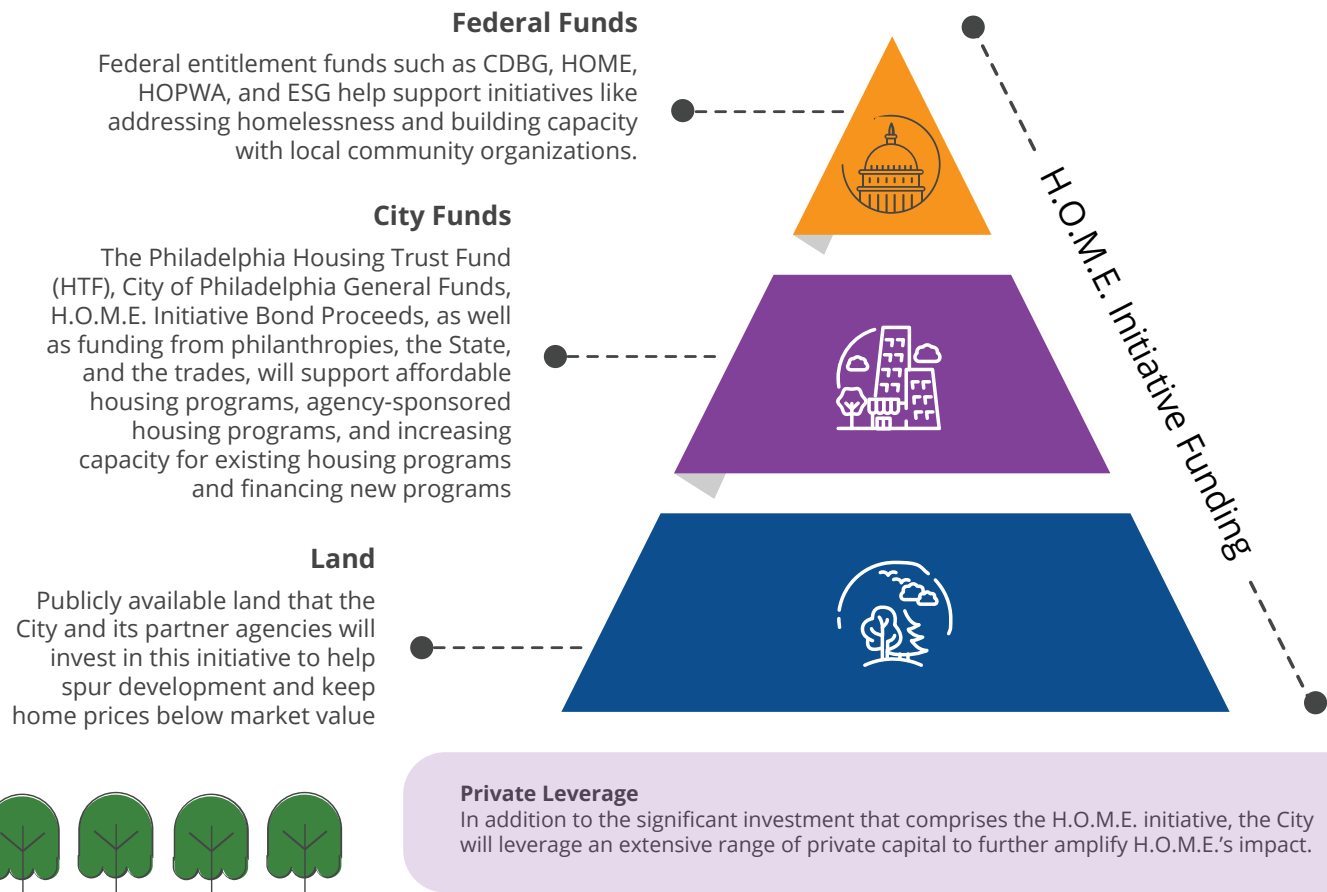 Federal Funds
Federal entitlement funds such as CDBG, HOME,
HOPWA, and ESG help support initiatives like
addressing homelessness and building capacity
with local community organizations.
City Funds
The Philadelphia Housing Trust Fund
(HTF), City of Philadelphia General Funds,
H.O.M.E. Initiative Bond Proceeds, as well
as funding from philanthropies, the State,
and the trades, will support affordable
housing programs, agency-sponsored
housing programs, and increasing
capacity for existing housing programs
and financing new programs
Land
Publicly available land that the
City and its partner agencies will
invest in this initiative to help
spur development and keep
home prices below market value
H.O.M.E. Initiative Funding
Private Leverage
In addition to the significant investment that comprises the H.O.M.E. initiative, the City
will leverage an extensive range of private capital to further amplify H.O.M.E.’s impact.